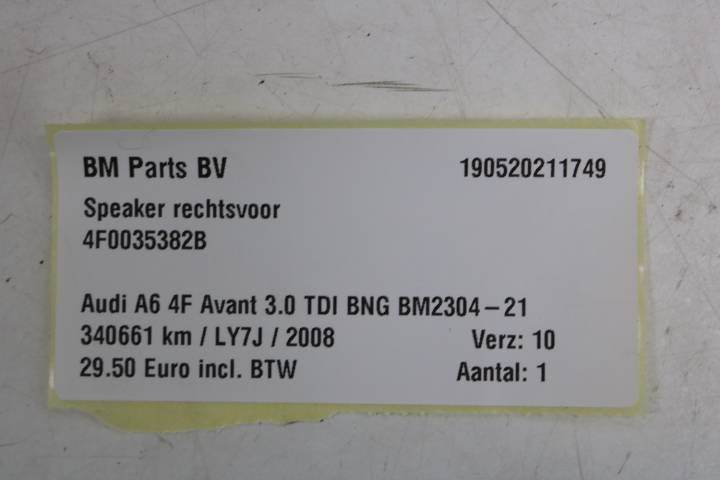 BM Parts BV 190520211749
Speaker rechtsvoor
4F0035382B
Audi A6 4F Avant 3.0 TDI BNG BM2304-21
340661 km / LY7J / 2008 Verz: 10
29.50 Euro incl. BTW Aantal: 1